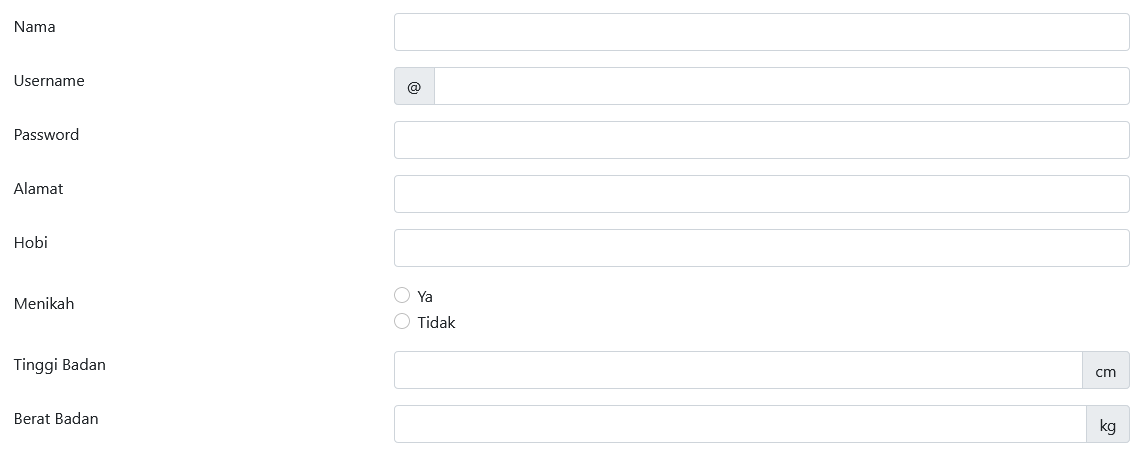 Nama
Username @
Password
Alamat
Hobi
Menikah
Ya
Tidak
Tinggi Badan cm
Berat Badan kg